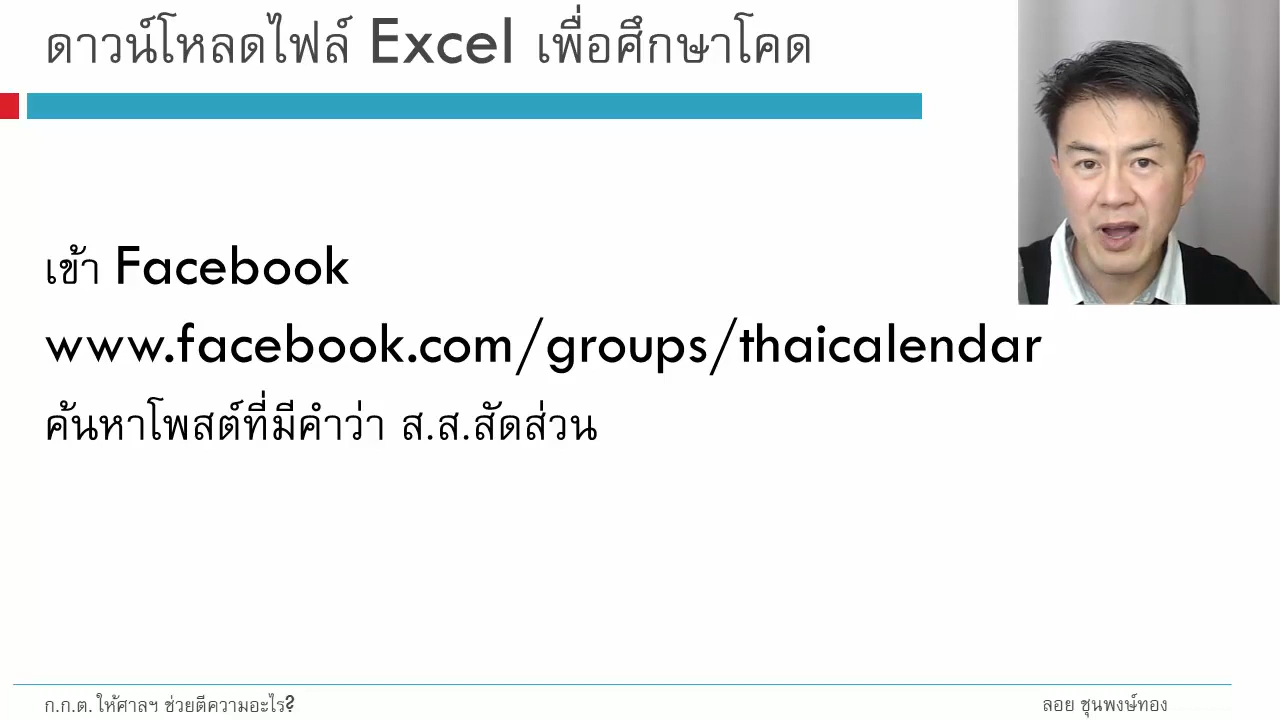 ดาวน์โหลดไฟล์ Excel เพื่อศึกษาโคด
เข้า Facebook
www.facebook.com/groups/thaicalendar
ค้นหาโพสต์ที่มีคำว่า ส.ส.สัดส่วน
ก.ก.ต. ให้ศาลฯ ช่วยตีความอะไร?
ลอย ชุนพงษ์ทอง